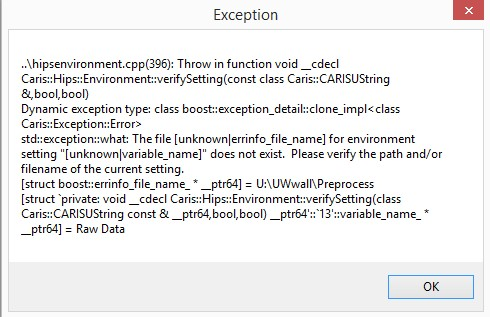 Exception
..\hipsenvironment.cpp(396): Throw in function void __cdecl
Caris::Hips::Environment::verifySetting(const class Caris::CARISUString
&,bool,bool)
Dynamic exception type: class boost::exception_detail::clone_impl<class
Caris::Exception::Error>
std::exception::what: The file [unknown|errinfo_file_name] for environment
setting "[unknown|variable_name]" does not exist.  Please verify the path and/or
filename of the current setting.
[struct boost::errinfo_file_name_ * __ptr64] = U:\UWwall\Preprocess
[struct `private: void __cdecl Caris::Hips::Environment::verifySetting(class
Caris::CARISUString const & __ptr64,bool,bool) __ptr64'::`13'::variable_name_ *
__ptr64] = Raw Data
OK